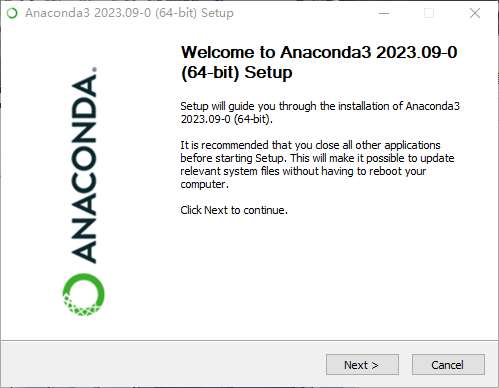 Anaconda3 2023.09-0 (64-bit) Setup
Welcome to Anaconda3 2023.09-0
(64-bit) Setup
Setup will guide you through the installation of Anaconda3
2023.09-0 (64-bit).
It is recommended that you close all other applications
before starting Setup. This will make it possible to update
relevant system files without having to reboot your
computer.
Click Next to continue.
ANACONDA.
Next >
Cancel